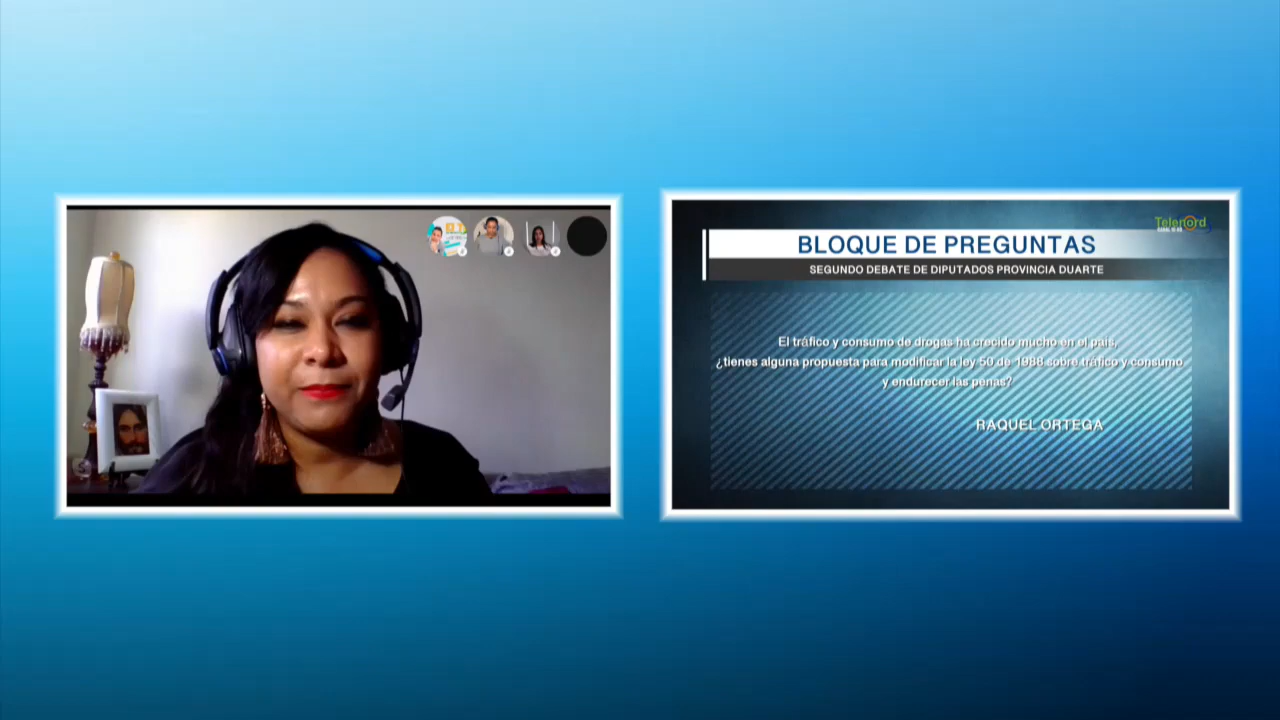 Telenord
BLOQUE DE PREGUNTAS
SEGUNDO DEBATE DE DIPUTADOS PROVINCIA DUARTE
El tráfico y consumo de drogas ha crecido mucho en el país,
¿tienes alguna propuesta para modificar la ley 50 de 1988 sobre tráfico y consumo
y endurecer las penas?
RAQUEL ORTEGA